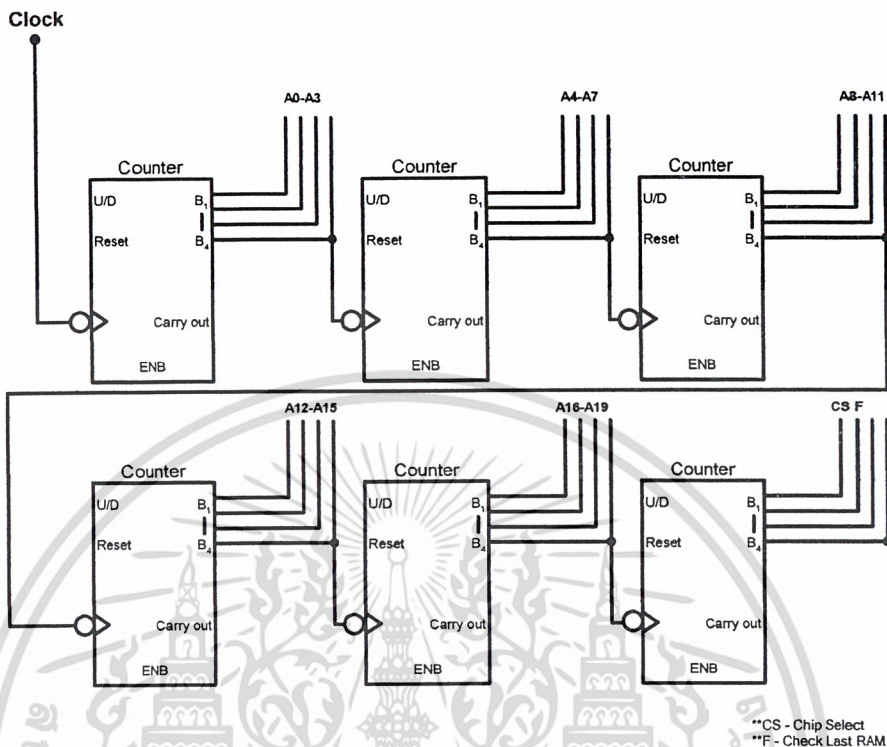 Clock
A0-A3
A4-A7
A8-A11
Counter
Counter
Counter
U/D
B1
U/D
B1
U/D
B1
Reset
B4
Reset
B4
Reset
B4
Carry out
Carry out
Carry out
ENB
ENB
ENB
A12-A15
A16-A19
CS F
Counter
Counter
Counter
U/D
B1
U/D
B1
U/D
B1
Reset
B4
Reset
B4
Reset
B4
Carry out
Carry out
Carry out
ENB
ENB
ENB
**CS - Chip Select
**F - Check Last RAM